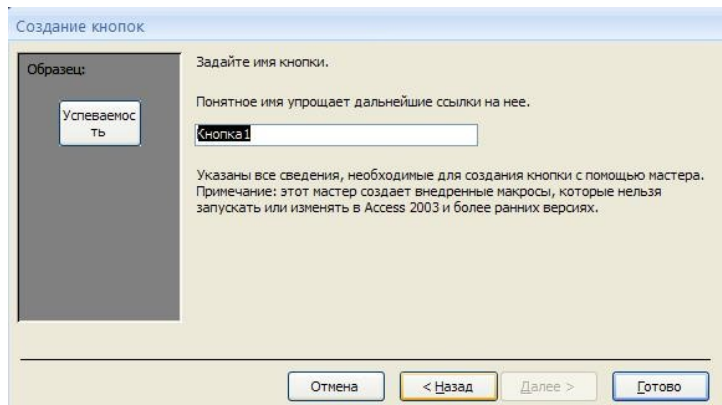 Создание кнопок
Образец:
Успеваемос
ть
Задайте имя кнопки.
Понятное имя упрощает дальнейшие ссылки на нее.
Кнопка1
Указаны все сведения, необходимые для создания кнопки с помощью мастера.
Примечание: этот мастер создает внедренные макросы, которые нельзя
запускать или изменять в Access 2003 и более ранних версиях.
Отмена
< Назад
Далее >
Готово